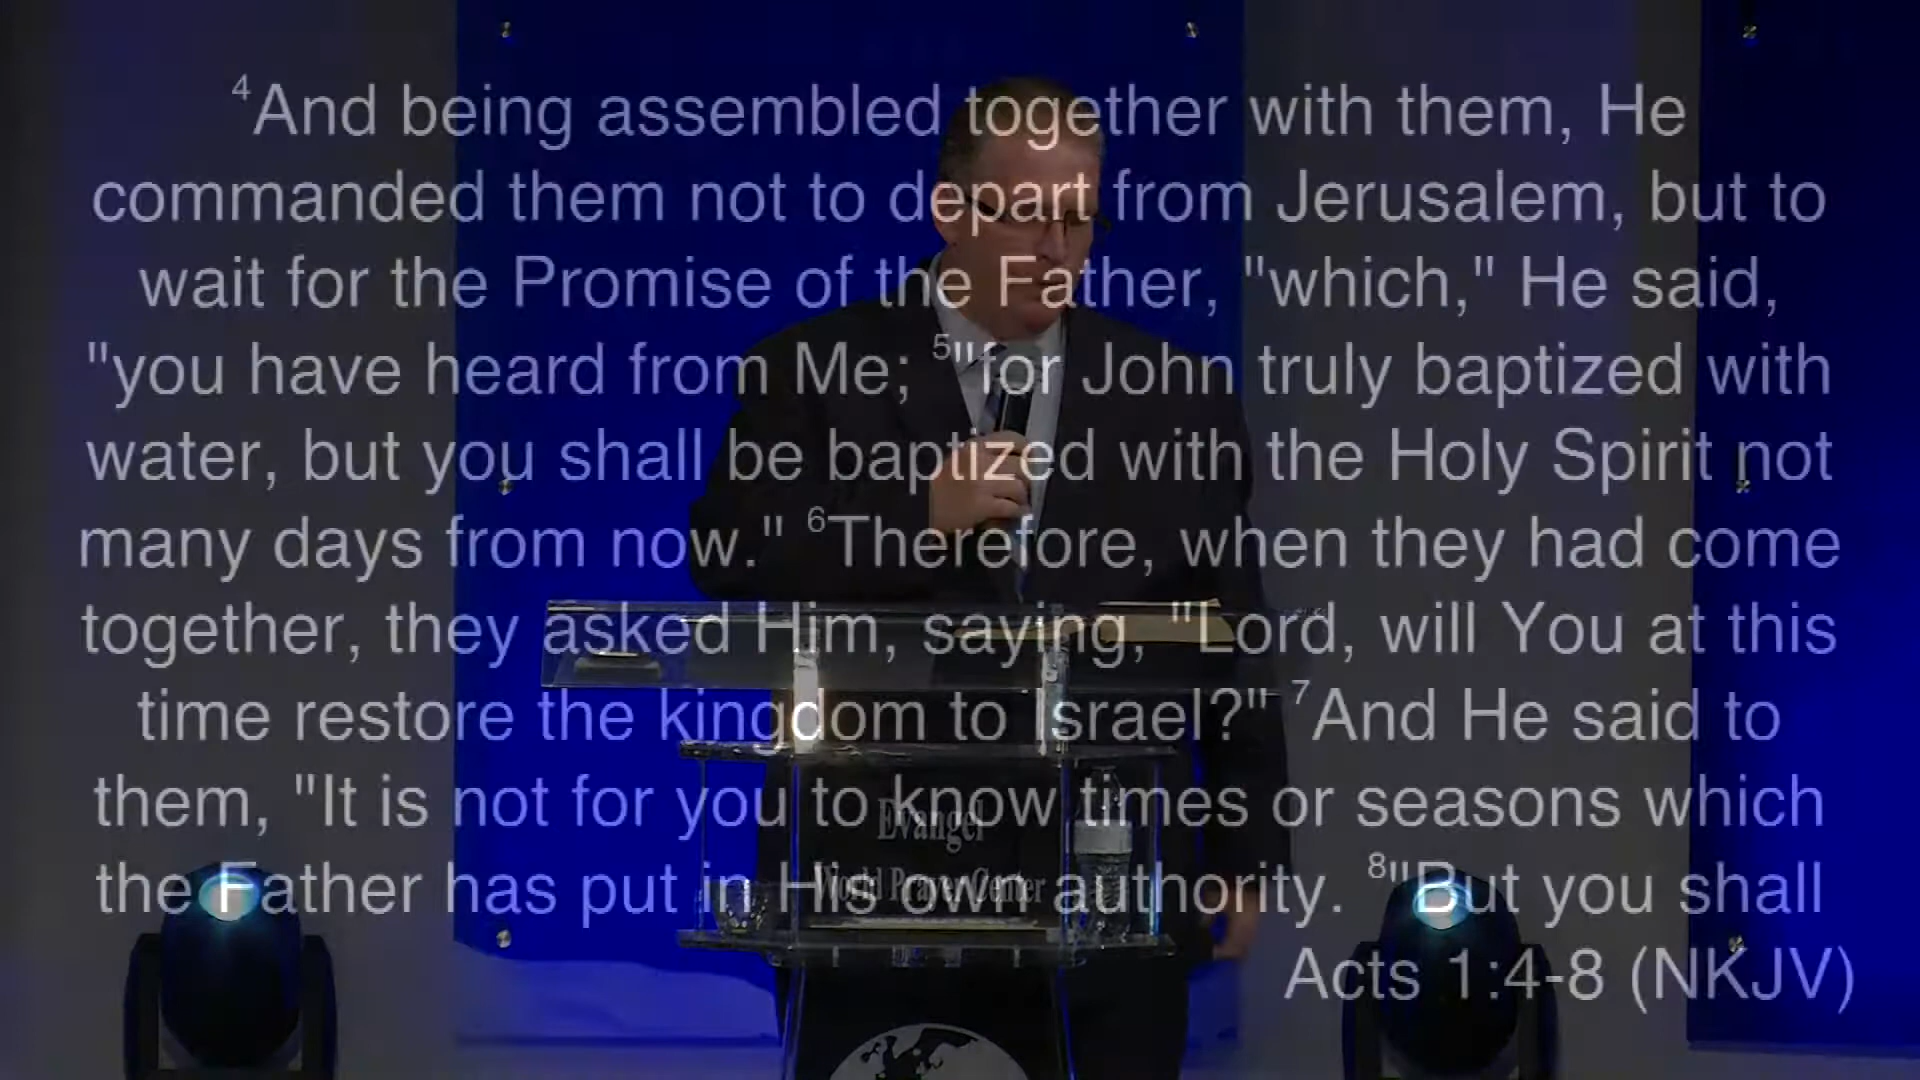 ⁴And being assembled together with them, He
commanded them not to depart from Jerusalem, but to
wait for the Promise of the Father, "which," He said,
"you have heard from Me; ⁵"for John truly baptized with
water, but you shall be baptized with the Holy Spirit not
many days from now." ⁶Therefore, when they had come
together, they asked Him, saying, "Lord, will You at this
time restore the kingdom to Israel?" ⁷And He said to
them, "It is not for you to know times or seasons which
the Father has put in His own authority. ⁸"But you shall
Acts 1:4-8 (NKJV)
Evangel
World Prayer Center